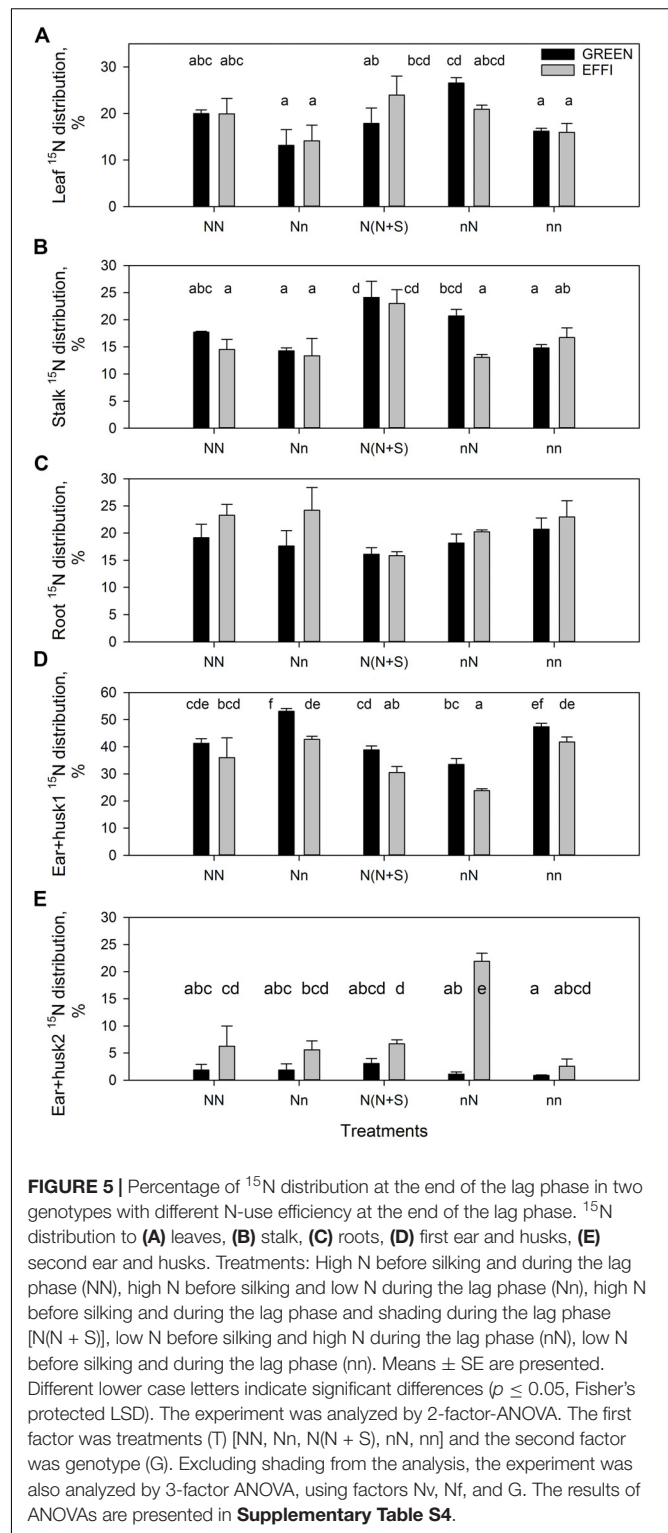 A
Leaf ¹⁵N distribution, %
30
20
10
0
abc abc a a ab bcd cd abcd a a
GREEN
EFFI
NN Nn N(N+S) nN nn
B
Stalk ¹⁵N distribution, %
30
25
20
15
10
5
0
abc a a a d cd bcd a a ab
NN Nn N(N+S) nN nn
C
Root ¹⁵N distribution, %
30
25
20
15
10
5
0
NN Nn N(N+S) nN nn
D
Ear+husk1 ¹⁵N distribution, %
60
50
40
30
20
10
0
cde bcd f de cd ab bc a ef de
NN Nn N(N+S) nN nn
E
Ear+husk2 ¹⁵N distribution, %
30
25
20
15
10
5
0
abc cd abc bcd abcd d ab e a abcd
NN Nn N(N+S) nN nn
Treatments
FIGURE 5 | Percentage of ¹⁵N distribution at the end of the lag phase in two
genotypes with different N-use efficiency at the end of the lag phase. ¹⁵N
distribution to (A) leaves, (B) stalk, (C) roots, (D) first ear and husks, (E)
second ear and husks. Treatments: High N before silking and during the lag
phase (NN), high N before silking and low N during the lag phase (Nn), high N
before silking and during the lag phase and shading during the lag phase
[N(N + S)], low N before silking and high N during the lag phase (nN), low N
before silking and during the lag phase (nn). Means ± SE are presented.
Different lower case letters indicate significant differences (p ≤ 0.05, Fisher's
protected LSD). The experiment was analyzed by 2-factor-ANOVA. The first
factor was treatments (T) [NN, Nn, N(N + S), nN, nn] and the second factor
was genotype (G). Excluding shading from the analysis, the experiment was
also analyzed by 3-factor ANOVA, using factors Nv, Nf, and G. The results of
ANOVAs are presented in Supplementary Table S4.